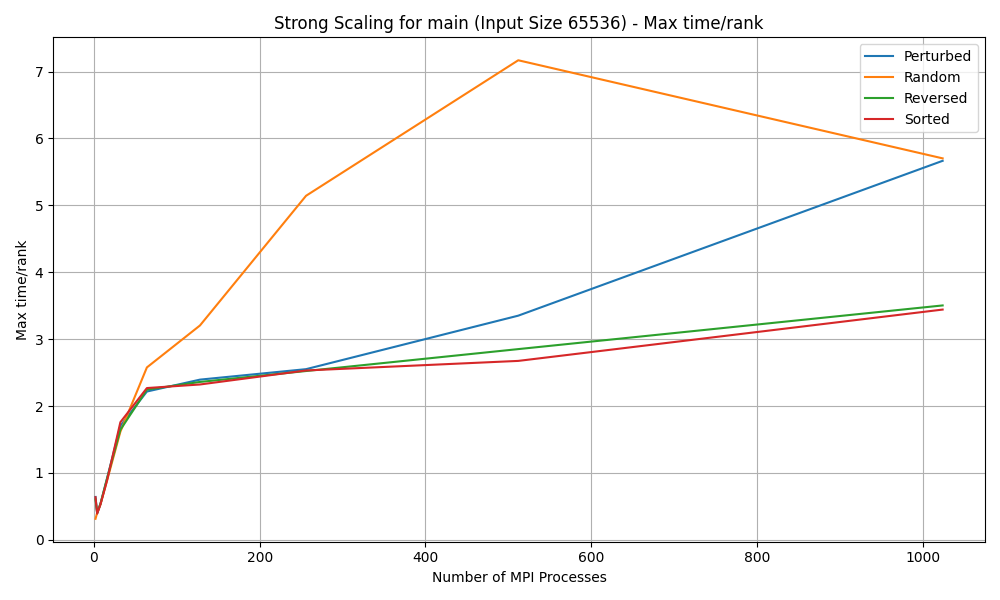 Strong Scaling for main (Input Size 65536) - Max time/rank
Perturbed
Random
Reversed
Sorted
Max time/rank
7
6
5
4
3
2
1
0
0 200 400 600 800 1000
Number of MPI Processes